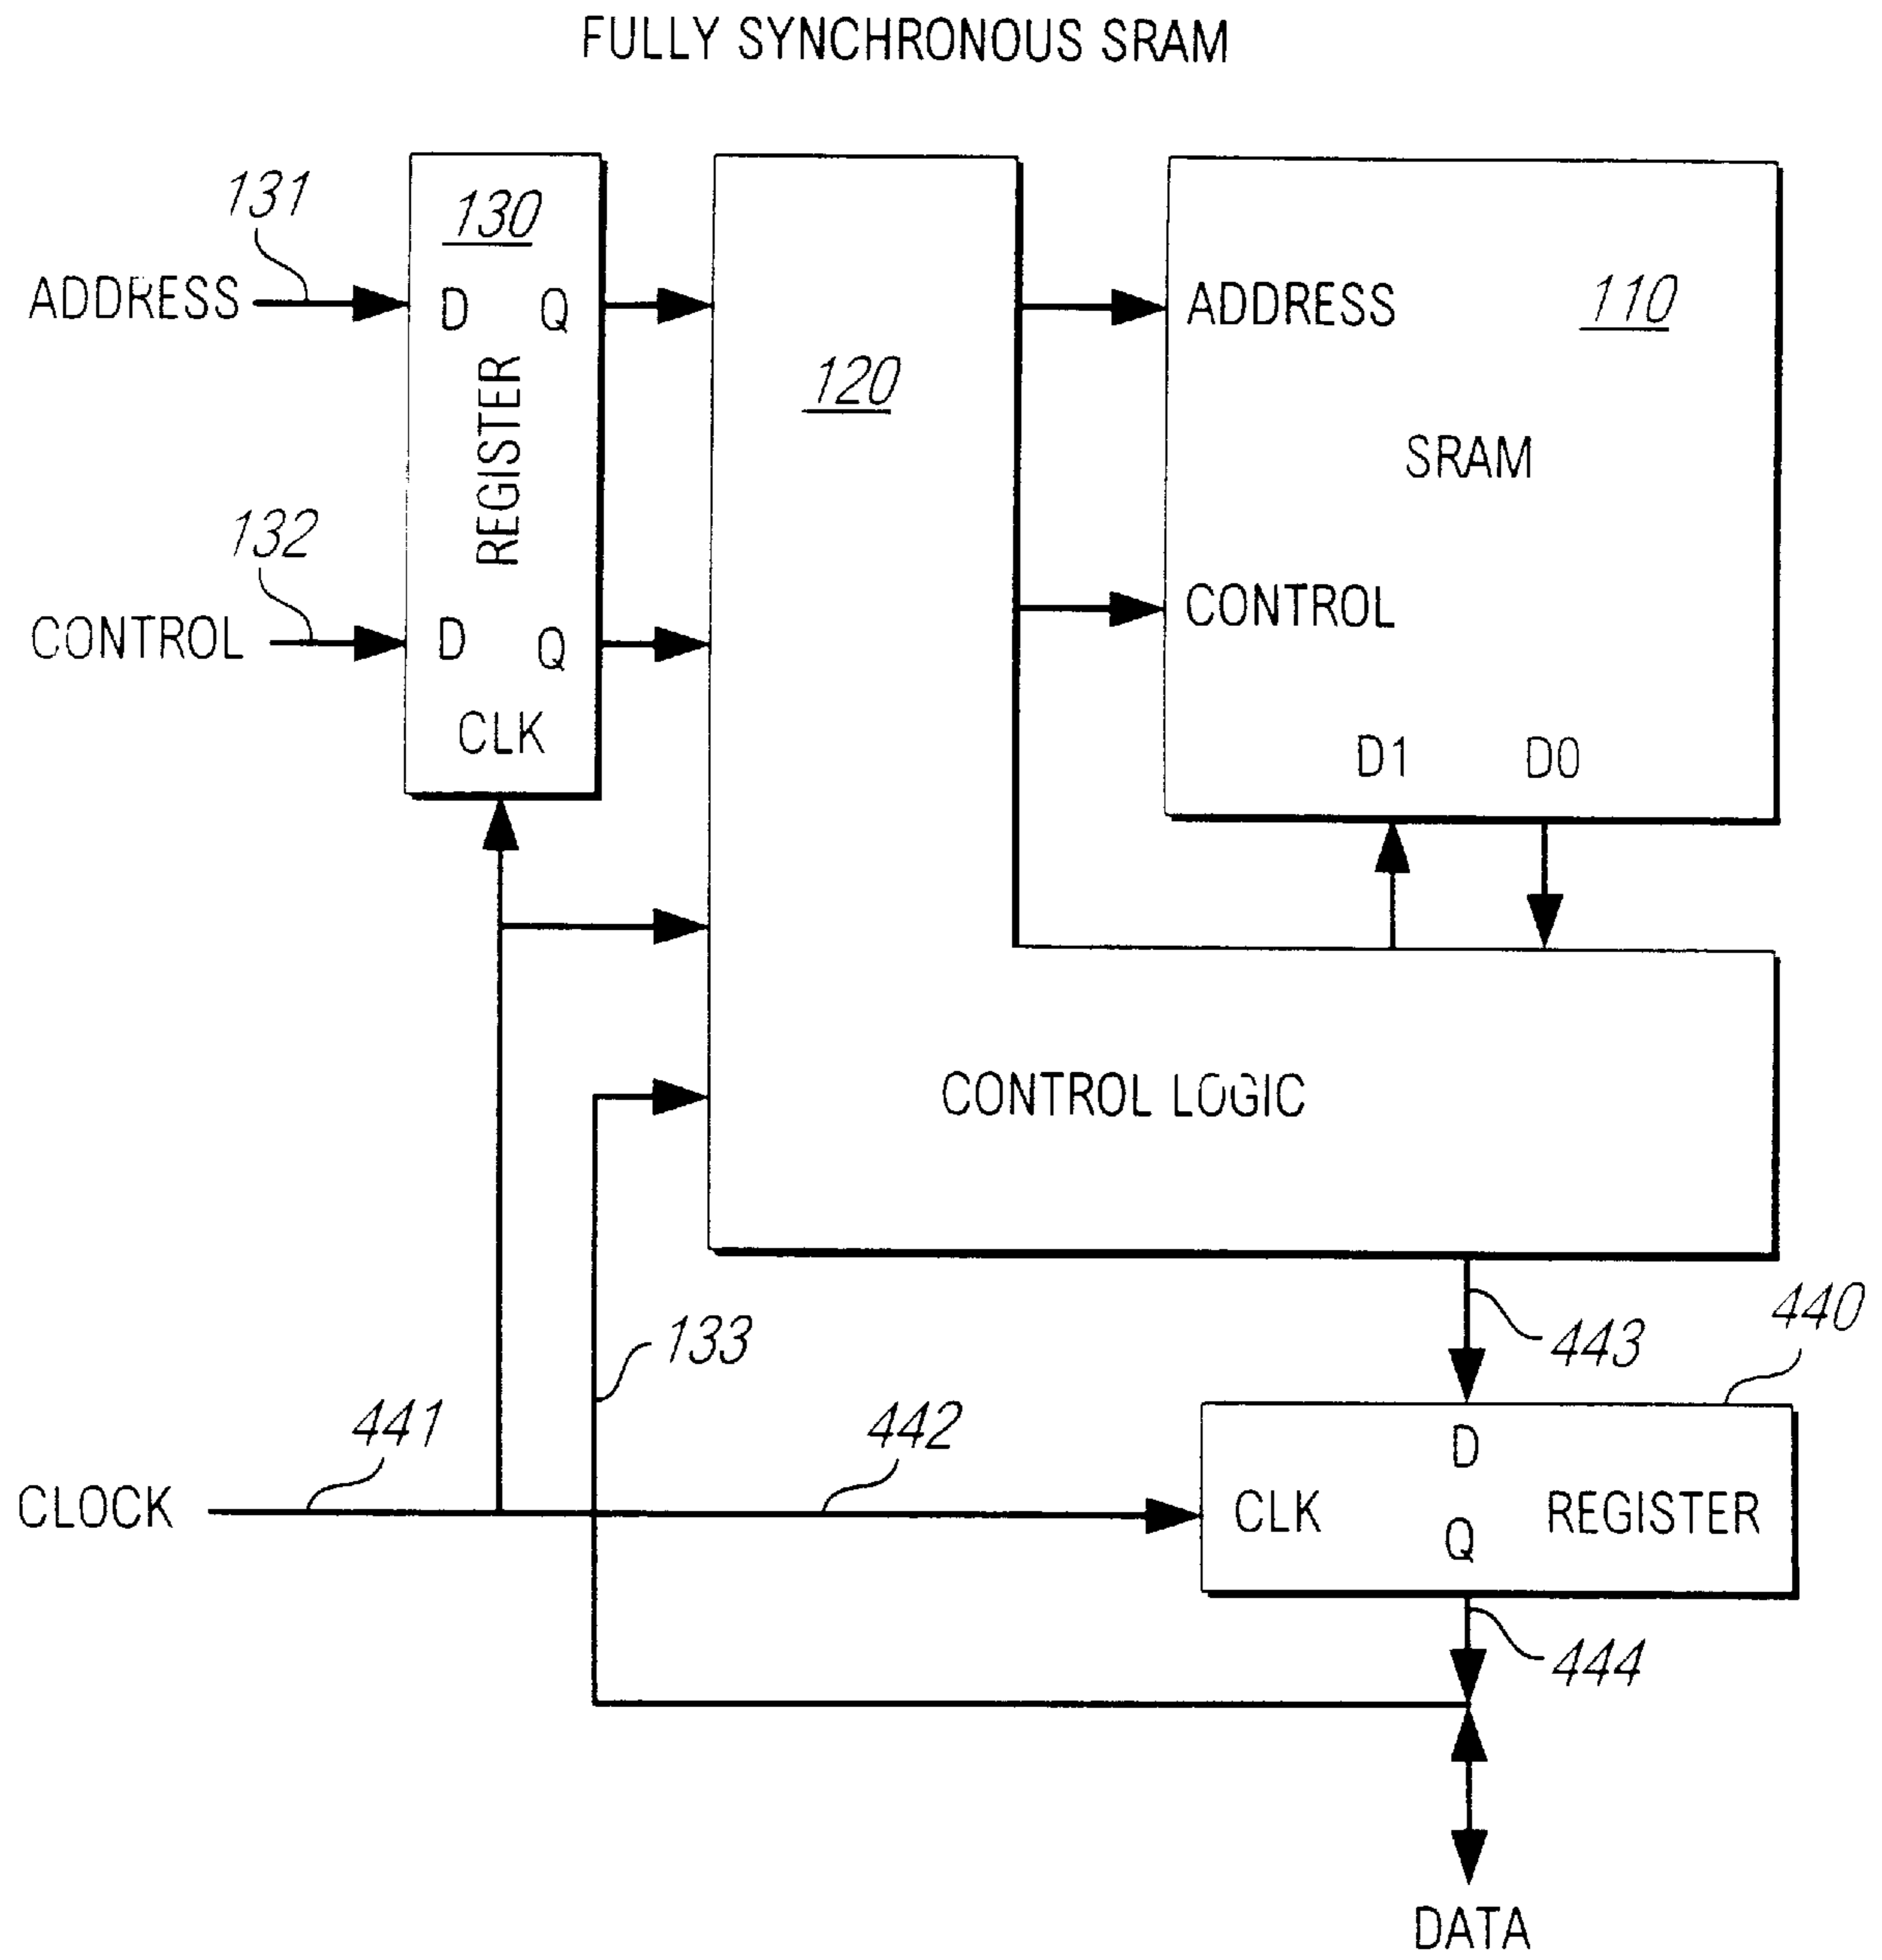 FULLY SYNCHRONOUS SRAM
131
130
ADDRESS
D
Q
ADDRESS
110
120
REGISTER
SRAM
132
CONTROL
D
Q
CONTROL
CLK
D1
D0
CONTROL LOGIC
133
443
440
441
442
D
CLOCK
CLK
REGISTER
Q
444
DATA